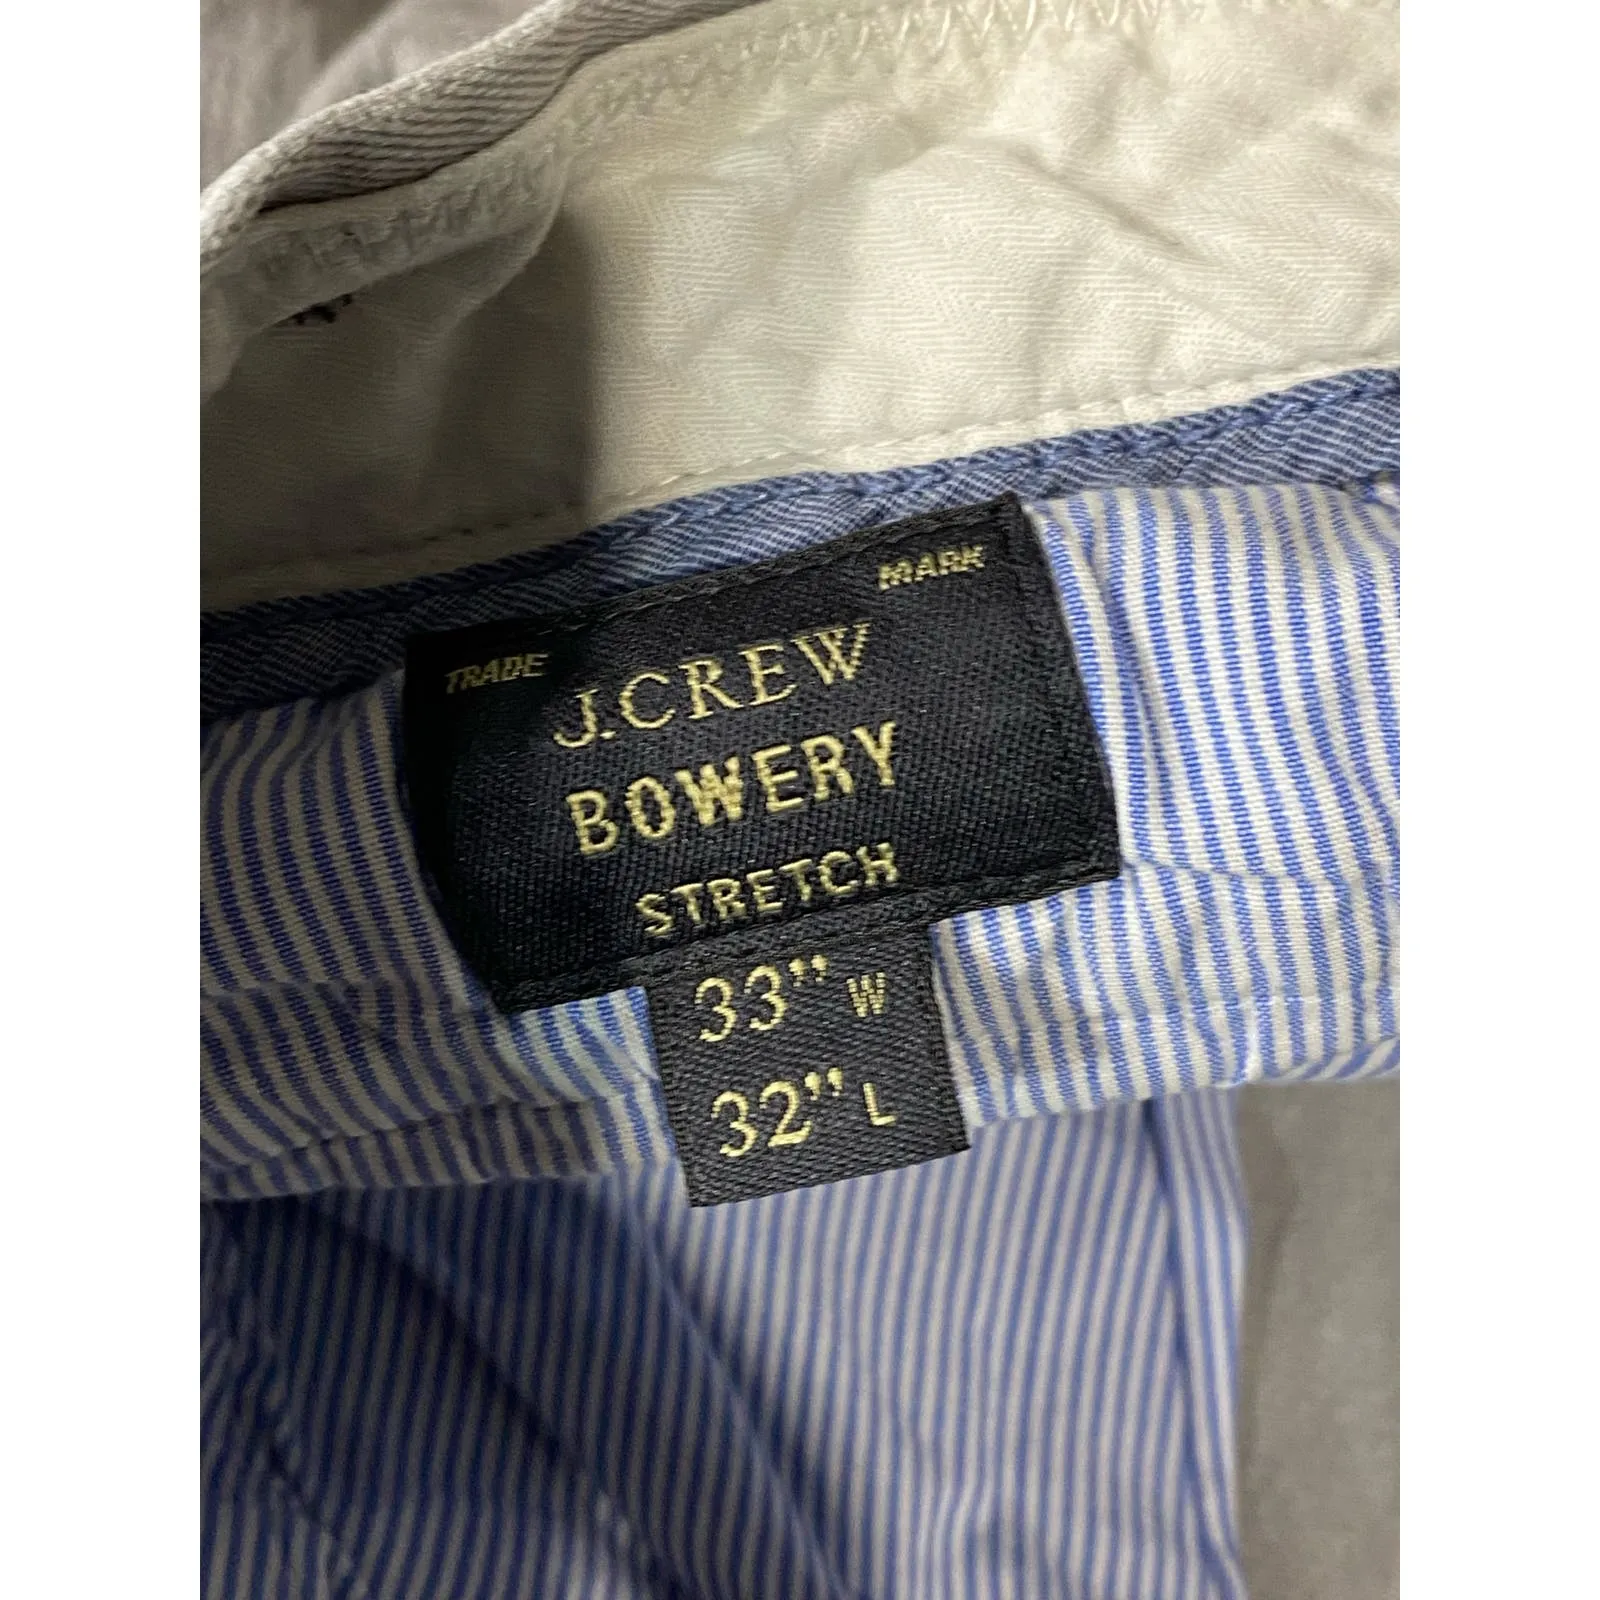 TRADE MARK
J.CREW
BOWERY
STRETCH
33" W
32" L